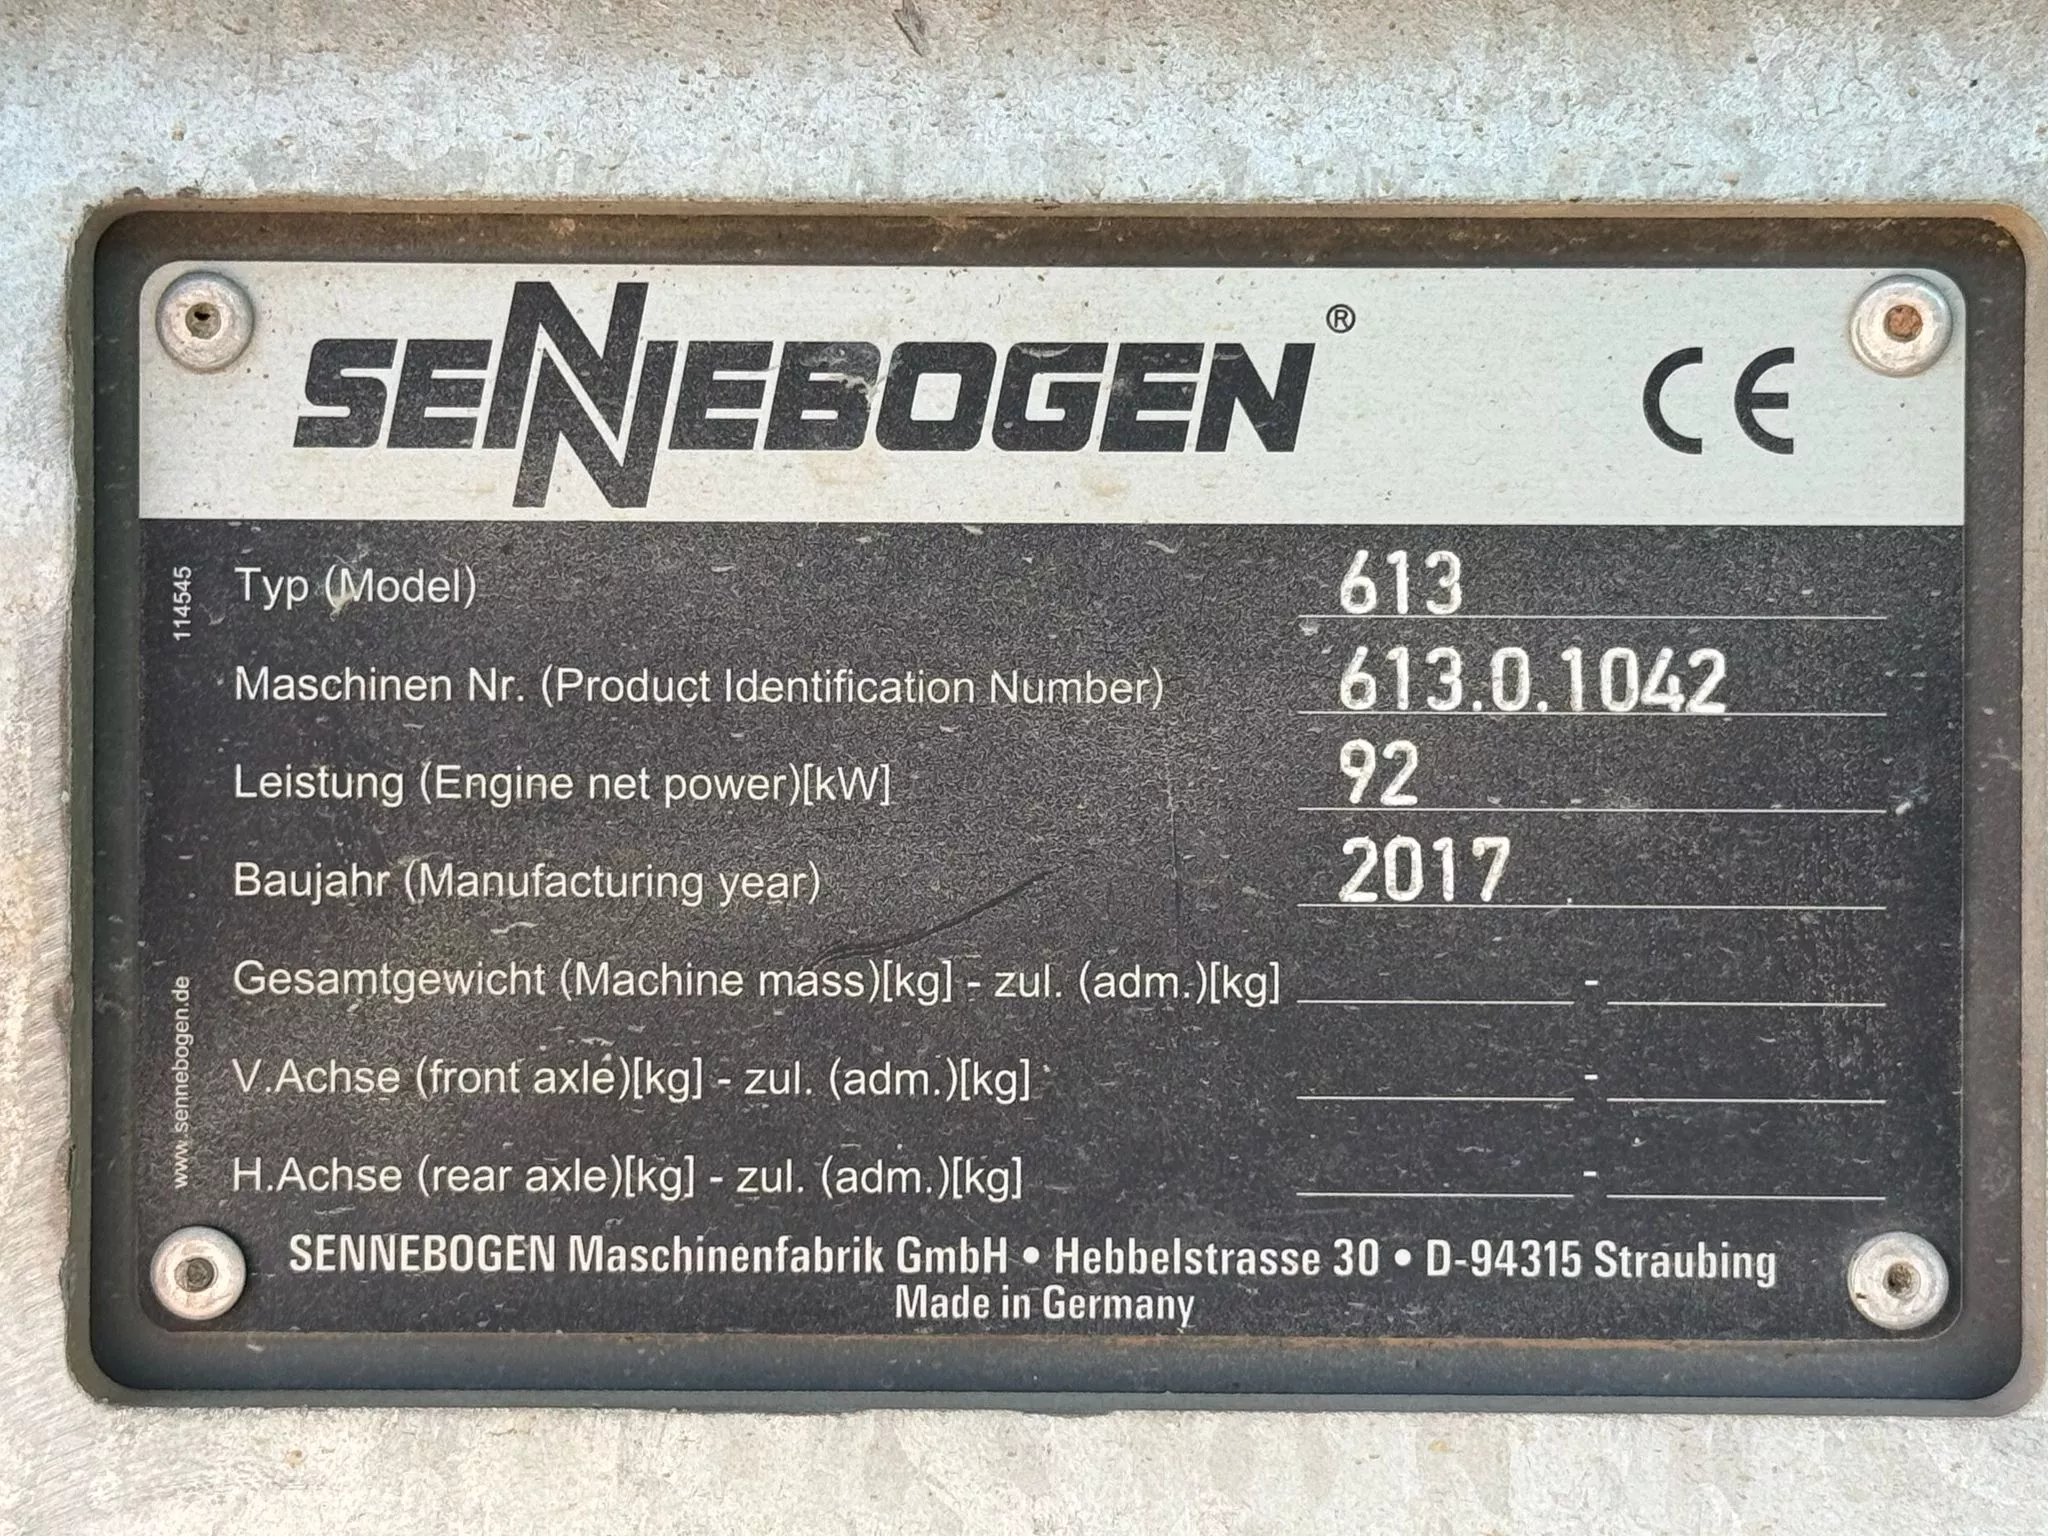 SENNEBOGEN®
CE
114545
Typ (Model) 613
Maschinen Nr. (Product Identification Number) 613.0.1042
Leistung (Engine net power)[kW] 92
Baujahr (Manufacturing year) 2017
Gesamtgewicht (Machine mass)[kg] - zul. (adm.)[kg] -
V.Achse (front axle)[kg] - zul. (adm.)[kg] -
H.Achse (rear axle)[kg] - zul. (adm.)[kg] -
www.sennebogen.de
SENNEBOGEN Maschinenfabrik GmbH • Hebbelstrasse 30 • D-94315 Straubing
Made in Germany